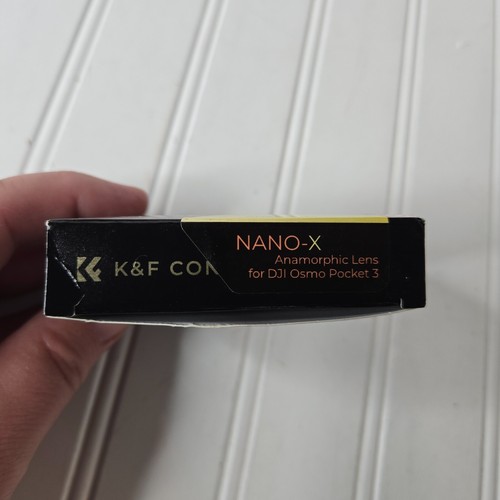 K&F CON
NANO-X
Anamorphic Lens
for DJI Osmo Pocket 3